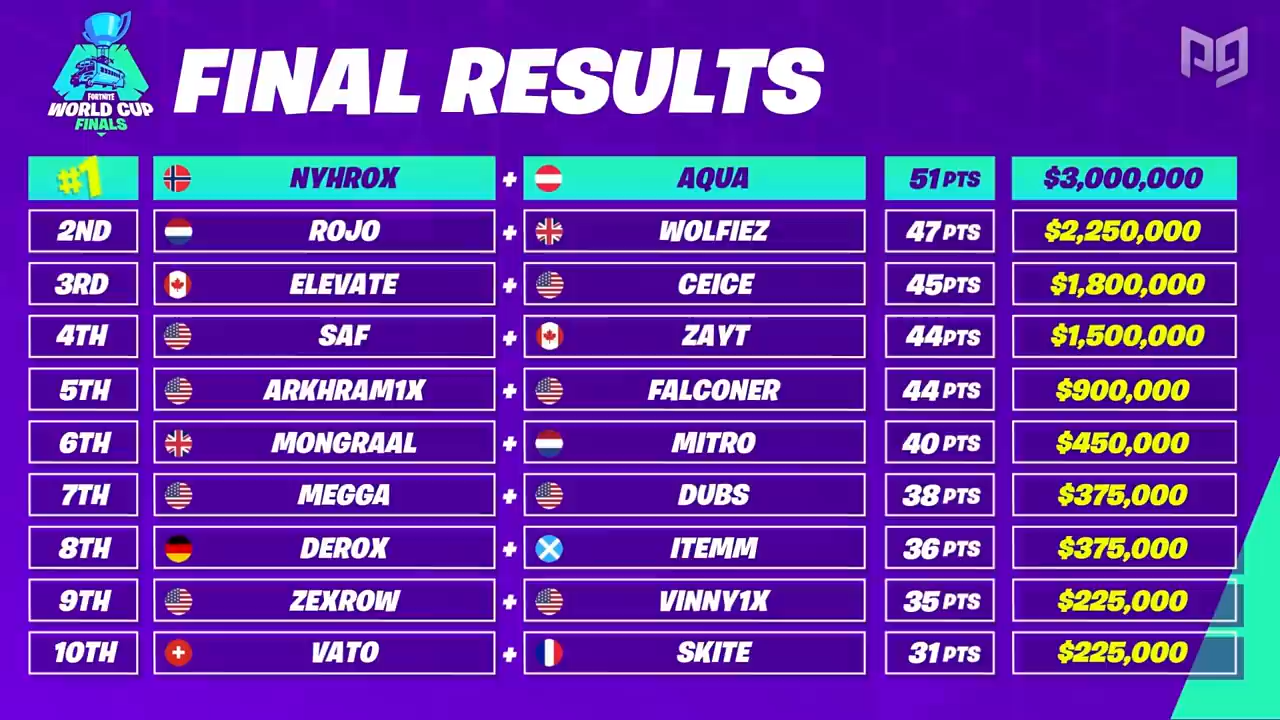 FORTNITE
WORLD CUP
FINALS
FINAL RESULTS
PG
#1 NYHROX + AQUA 51 PTS $3,000,000
2ND ROJO + WOLFIEZ 47 PTS $2,250,000
3RD ELEVATE + CEICE 45PTS $1,800,000
4TH SAF + ZAYT 44PTS $1,500,000
5TH ARKHRAM1X + FALCONER 44 PTS $900,000
6TH MONGRAAL + MITRO 40 PTS $450,000
7TH MEGGA + DUBS 38 PTS $375,000
8TH DEROX + ITEMM 36 PTS $375,000
9TH ZEXROW + VINNY1X 35 PTS $225,000
10TH VATO + SKITE 31 PTS $225,000